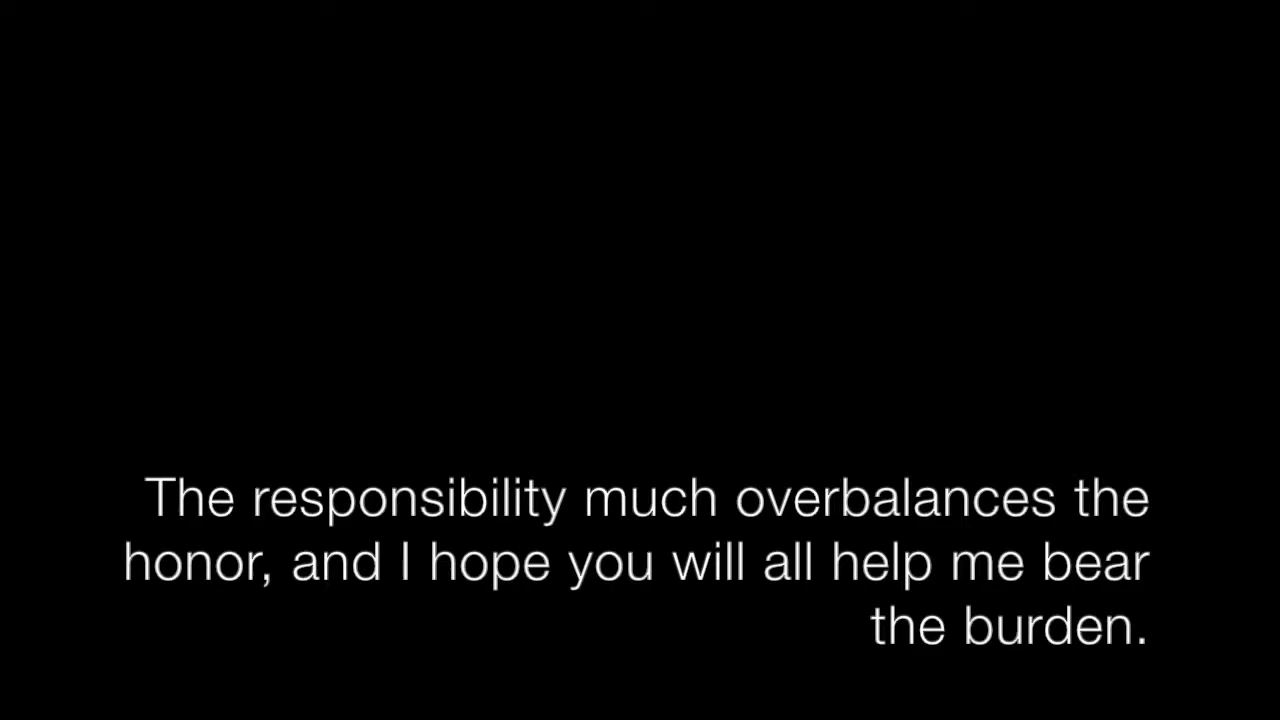 The responsibility much overbalances the
honor, and I hope you will all help me bear
the burden.